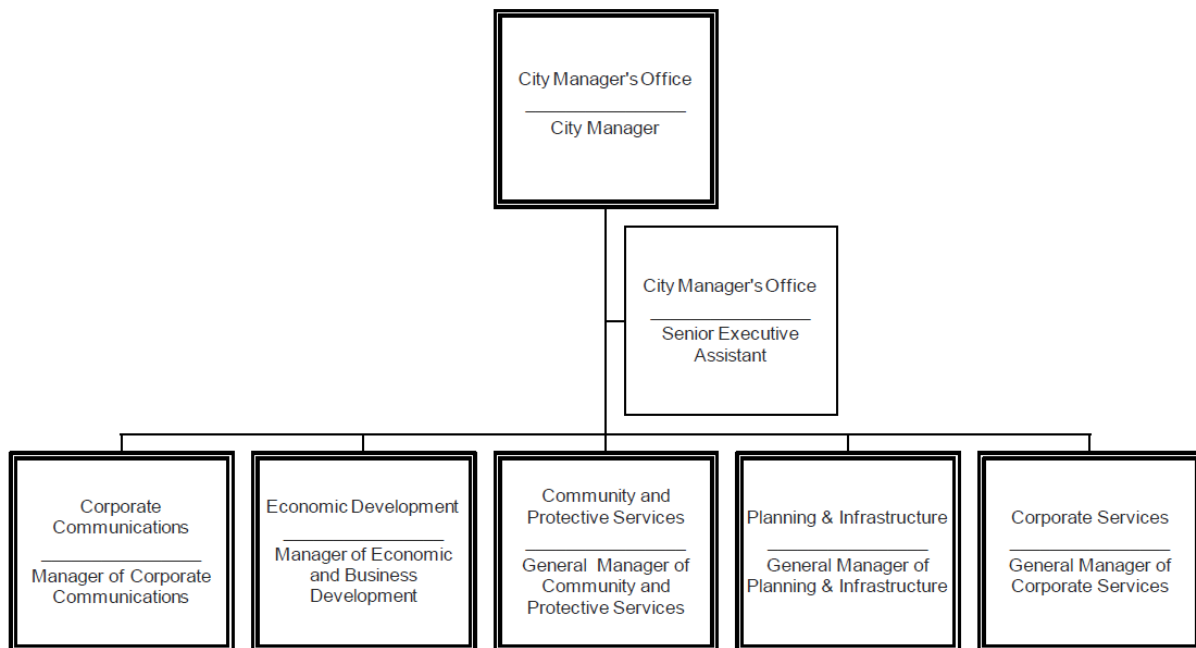 City Manager's Office
City Manager
City Manager's Office
Senior Executive
Assistant
Corporate
Communications
Manager of Corporate
Communications
Economic Development
Manager of Economic
and Business
Development
Community and
Protective Services
General Manager of
Community and
Protective Services
Planning & Infrastructure
General Manager of
Planning & Infrastructure
Corporate Services
General Manager of
Corporate Services